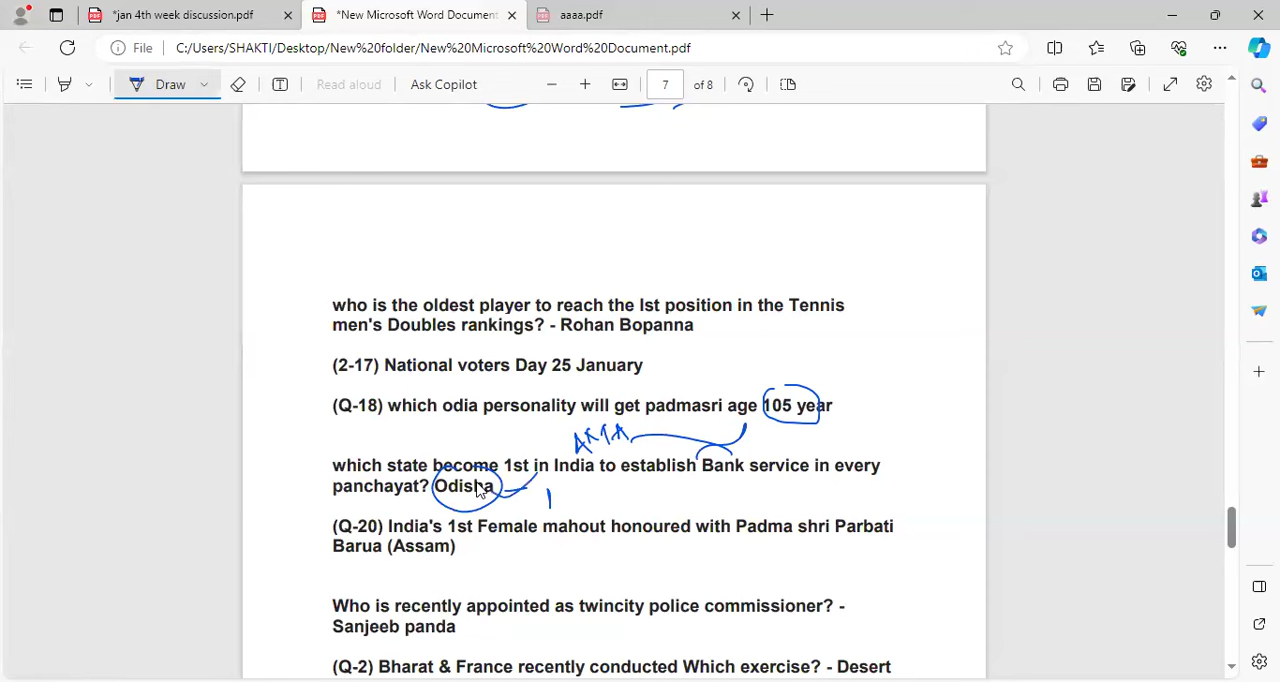 *jan 4th week discussion.pdf
*New Microsoft Word Document
aaaa.pdf
File
C:/Users/SHAKTI/Desktop/New%20folder/New%20Microsoft%20Word%20Document.pdf
Draw
Read aloud
Ask Copilot
7
of 8
who is the oldest player to reach the Ist position in the Tennis
men's Doubles rankings? - Rohan Bopanna
(2-17) National voters Day 25 January
(Q-18) which odia personality will get padmasri age 105 year
which state become 1st in India to establish Bank service in every
panchayat? Odisha
(Q-20) India's 1st Female mahout honoured with Padma shri Parbati
Barua (Assam)
Who is recently appointed as twincity police commissioner? -
Sanjeeb panda
(Q-2) Bharat & France recently conducted Which exercise? - Desert